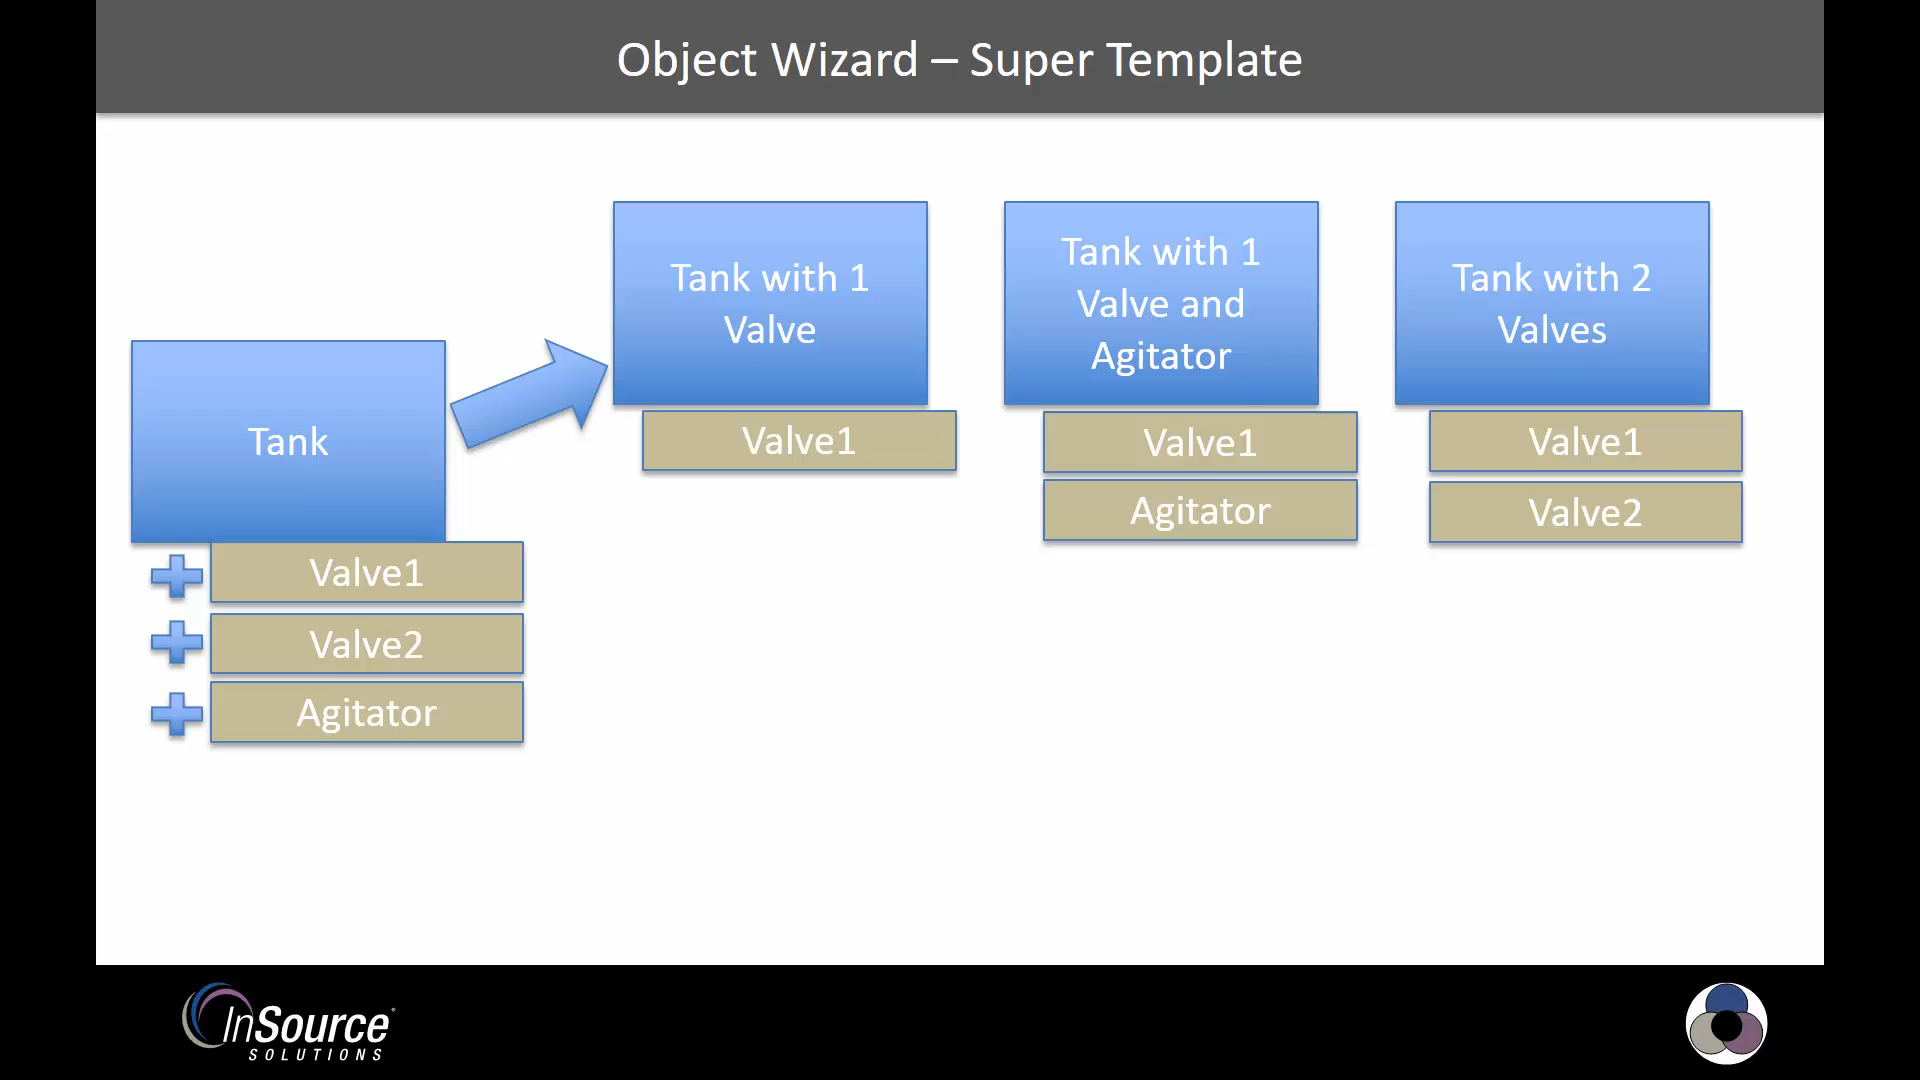 Object Wizard – Super Template
Tank
Valve1
Valve2
Agitator
Tank with 1
Valve
Valve1
Tank with 1
Valve and
Agitator
Valve1
Agitator
Tank with 2
Valves
Valve1
Valve2
InSource
SOLUTIONS